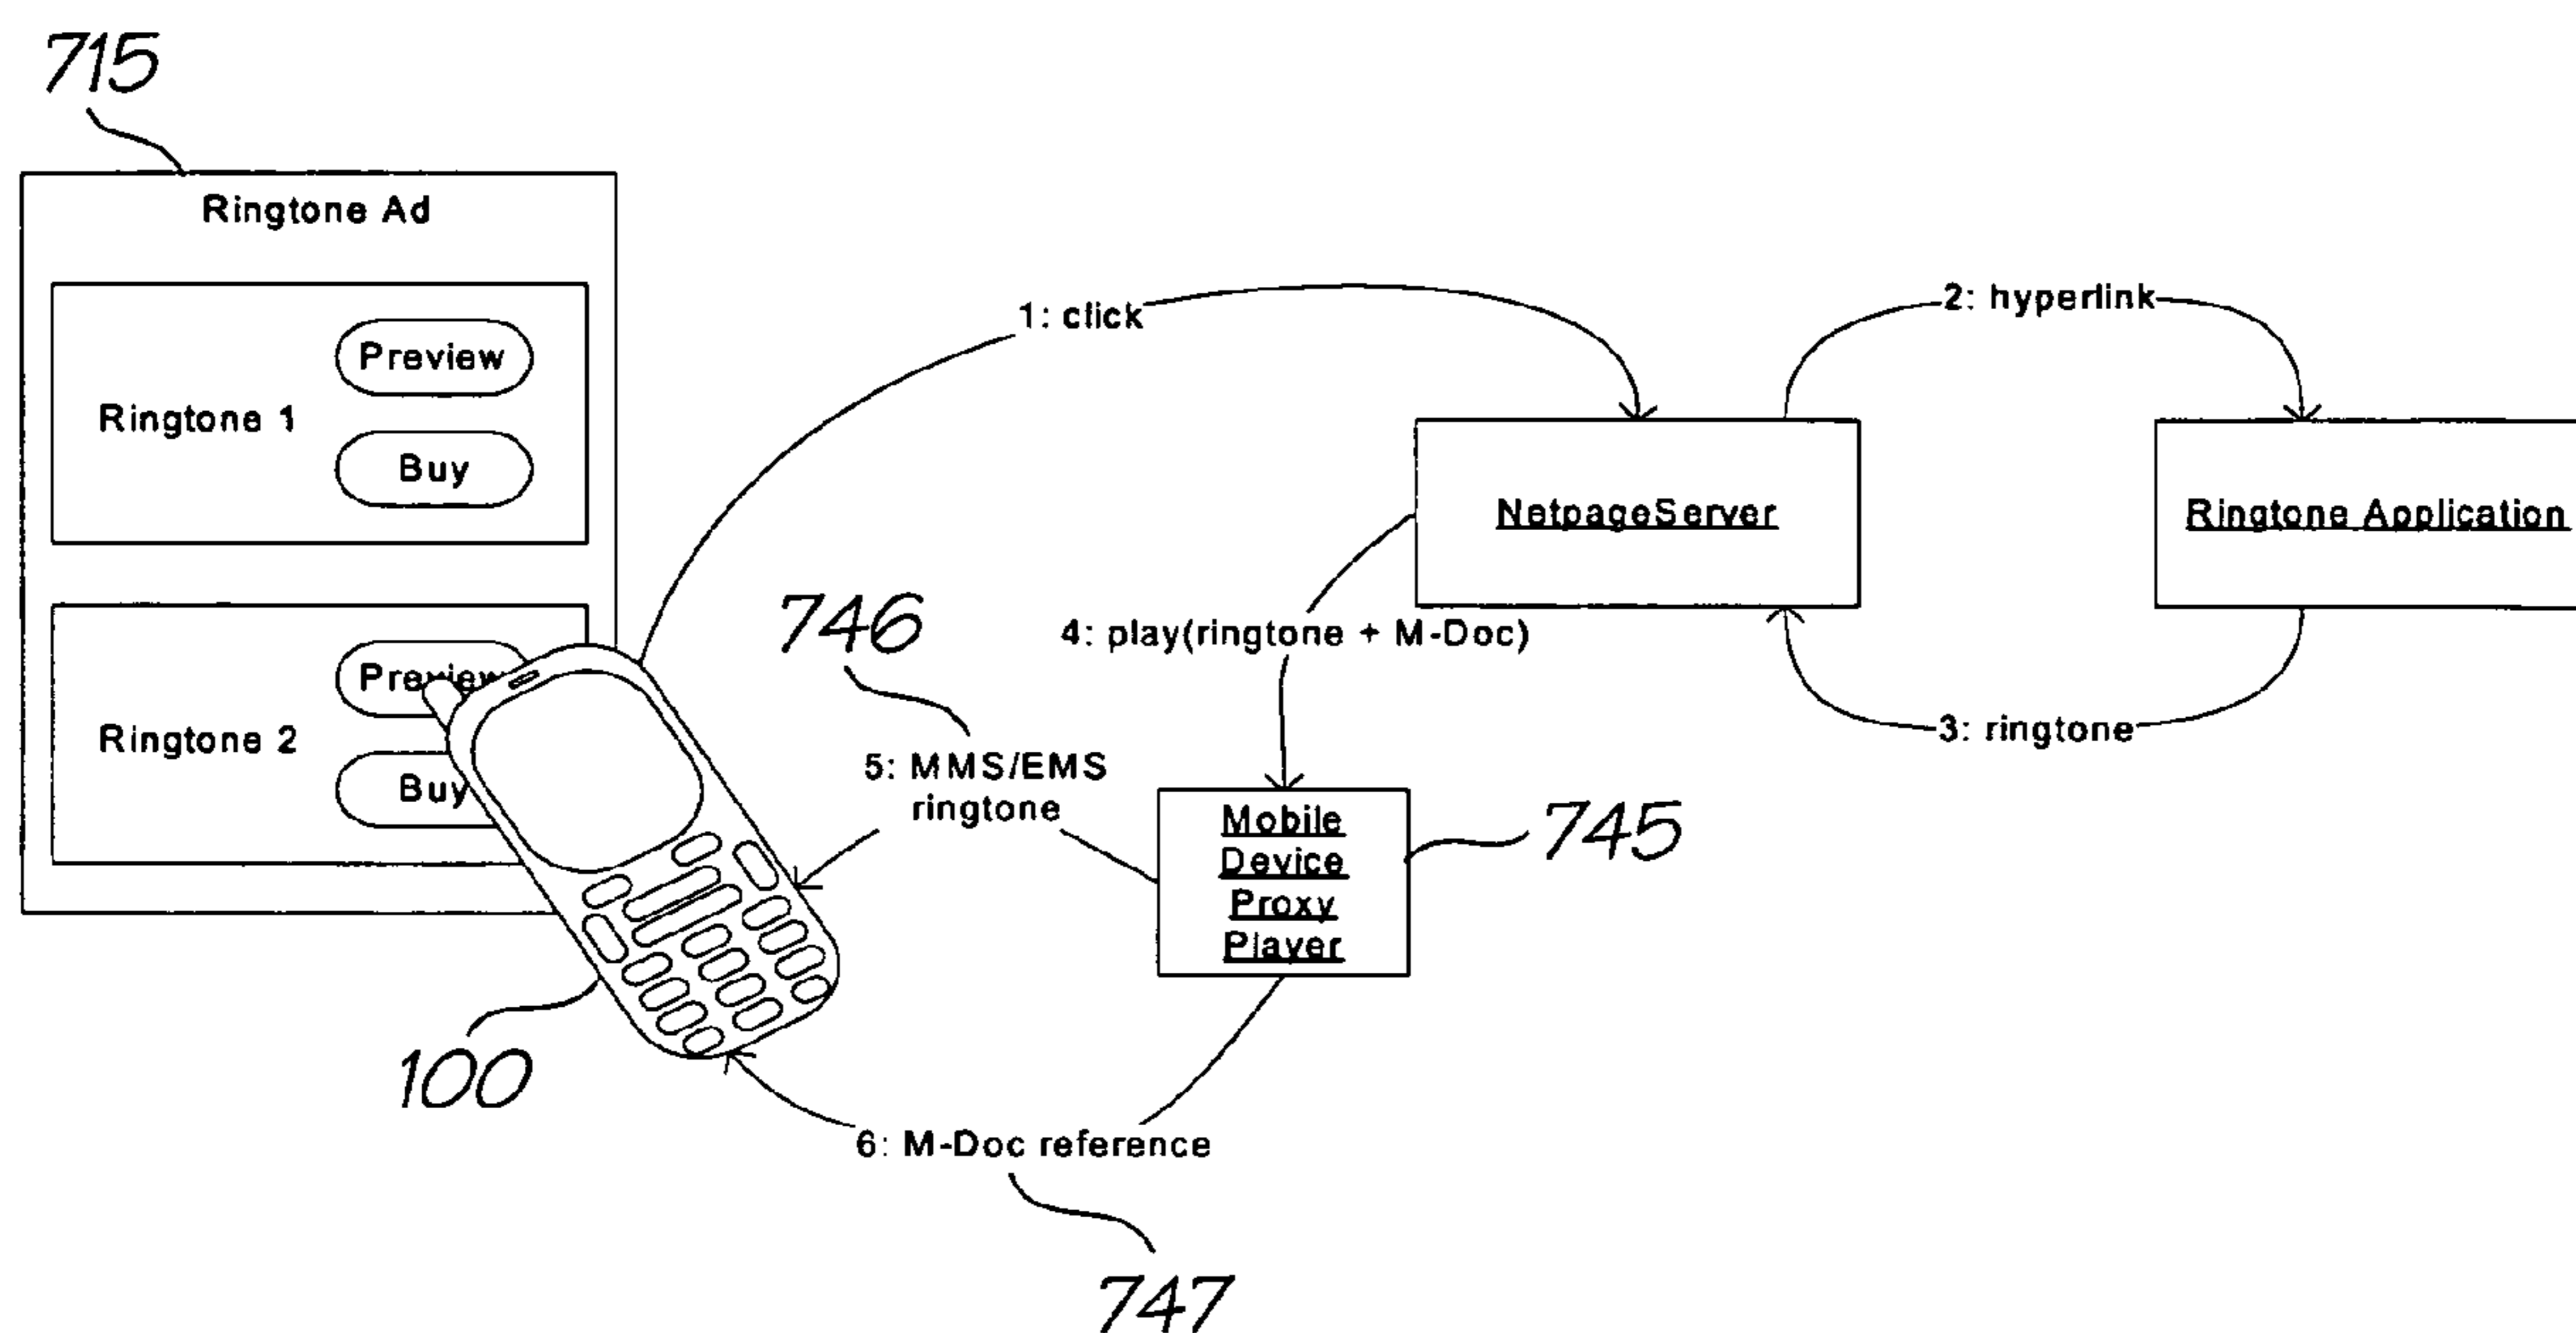 715
Ringtone Ad
Preview
Ringtone 1
Buy
Preview
Ringtone 2
Buy
1: click
2: hyperlink
NetpageServer
Ringtone Application
3: ringtone
4: play(ringtone + M-Doc)
746
5: MMS/EMS
ringtone
Mobile
Device
Proxy
Player
745
100
6: M-Doc reference
747